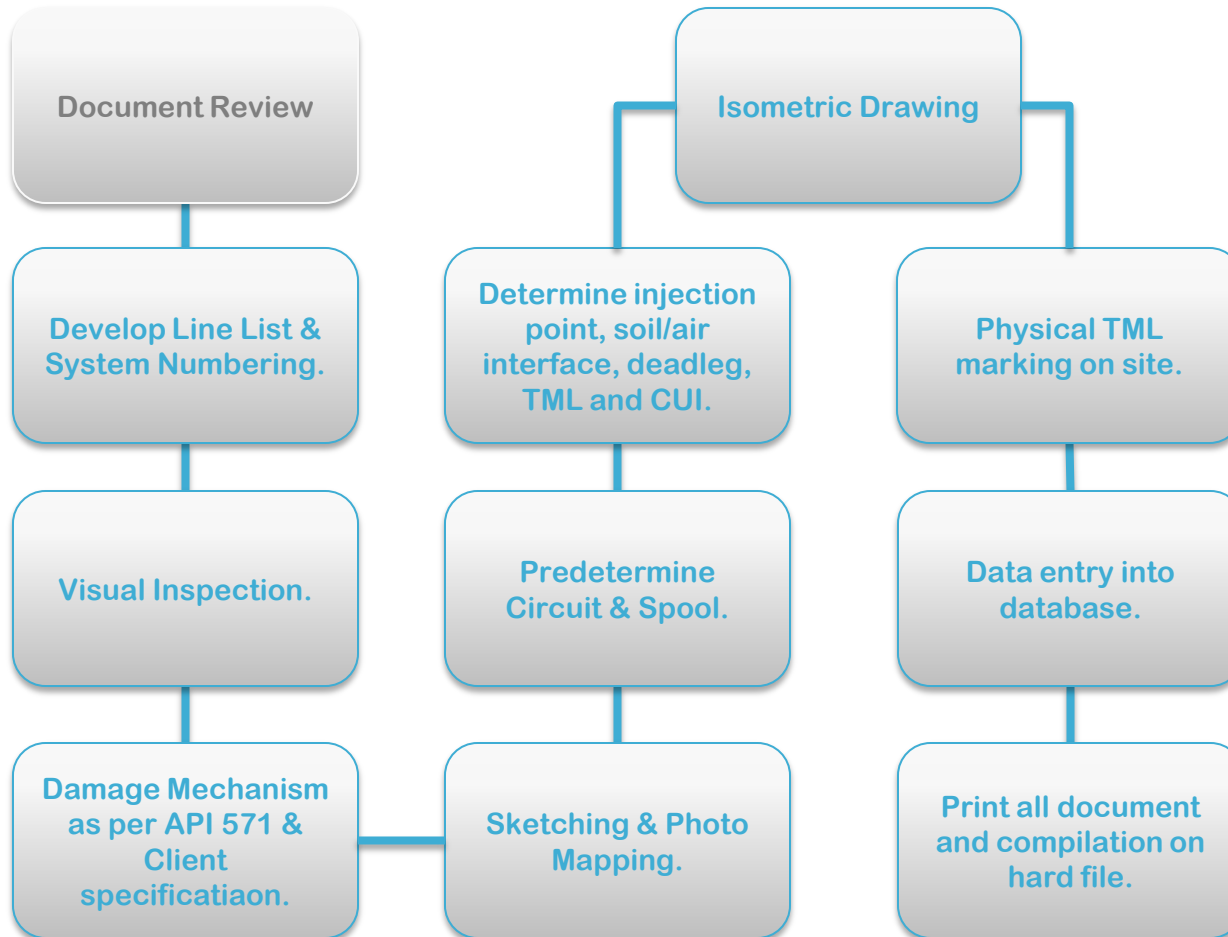 Document Review
Develop Line List &
System Numbering.
Visual Inspection.
Damage Mechanism
as per API 571 &
Client
specificatiaon.
Sketching & Photo
Mapping.
Predetermine
Circuit & Spool.
Determine injection
point, soil/air
interface, deadleg,
TML and CUI.
Isometric Drawing
Physical TML
marking on site.
Data entry into
database.
Print all document
and compilation on
hard file.